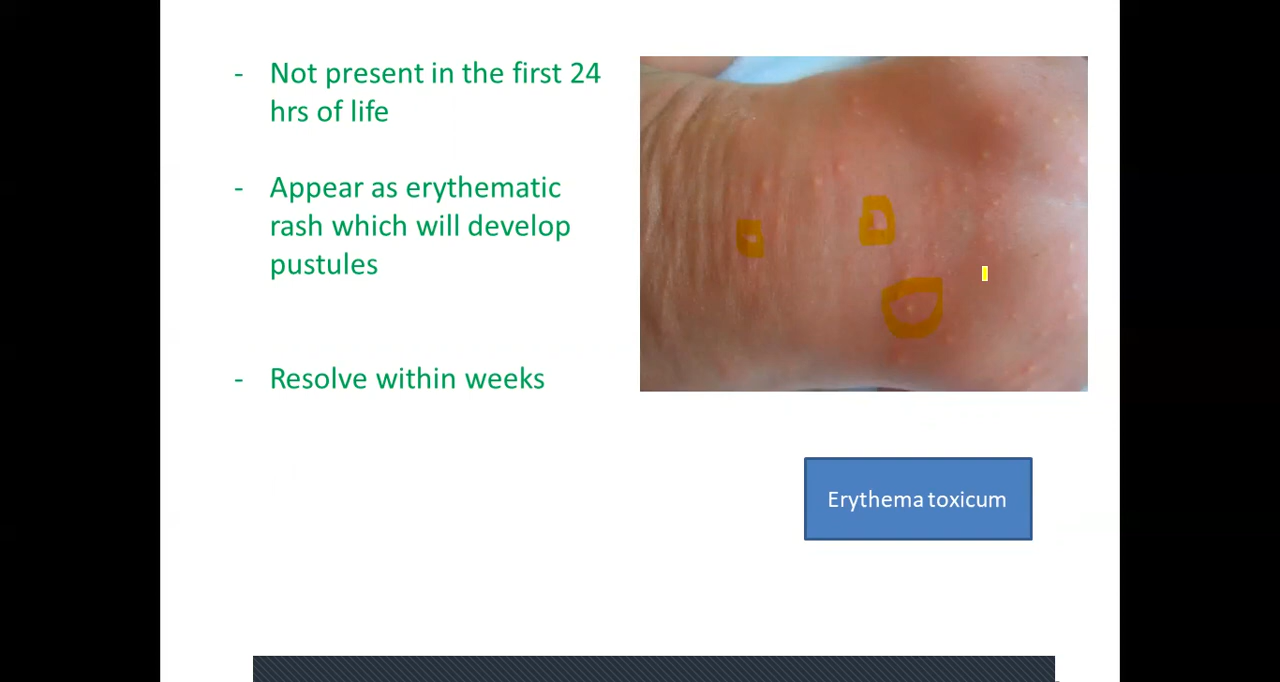 - Not present in the first 24
hrs of life
- Appear as erythematic
rash which will develop
pustules
- Resolve within weeks
Erythema toxicum